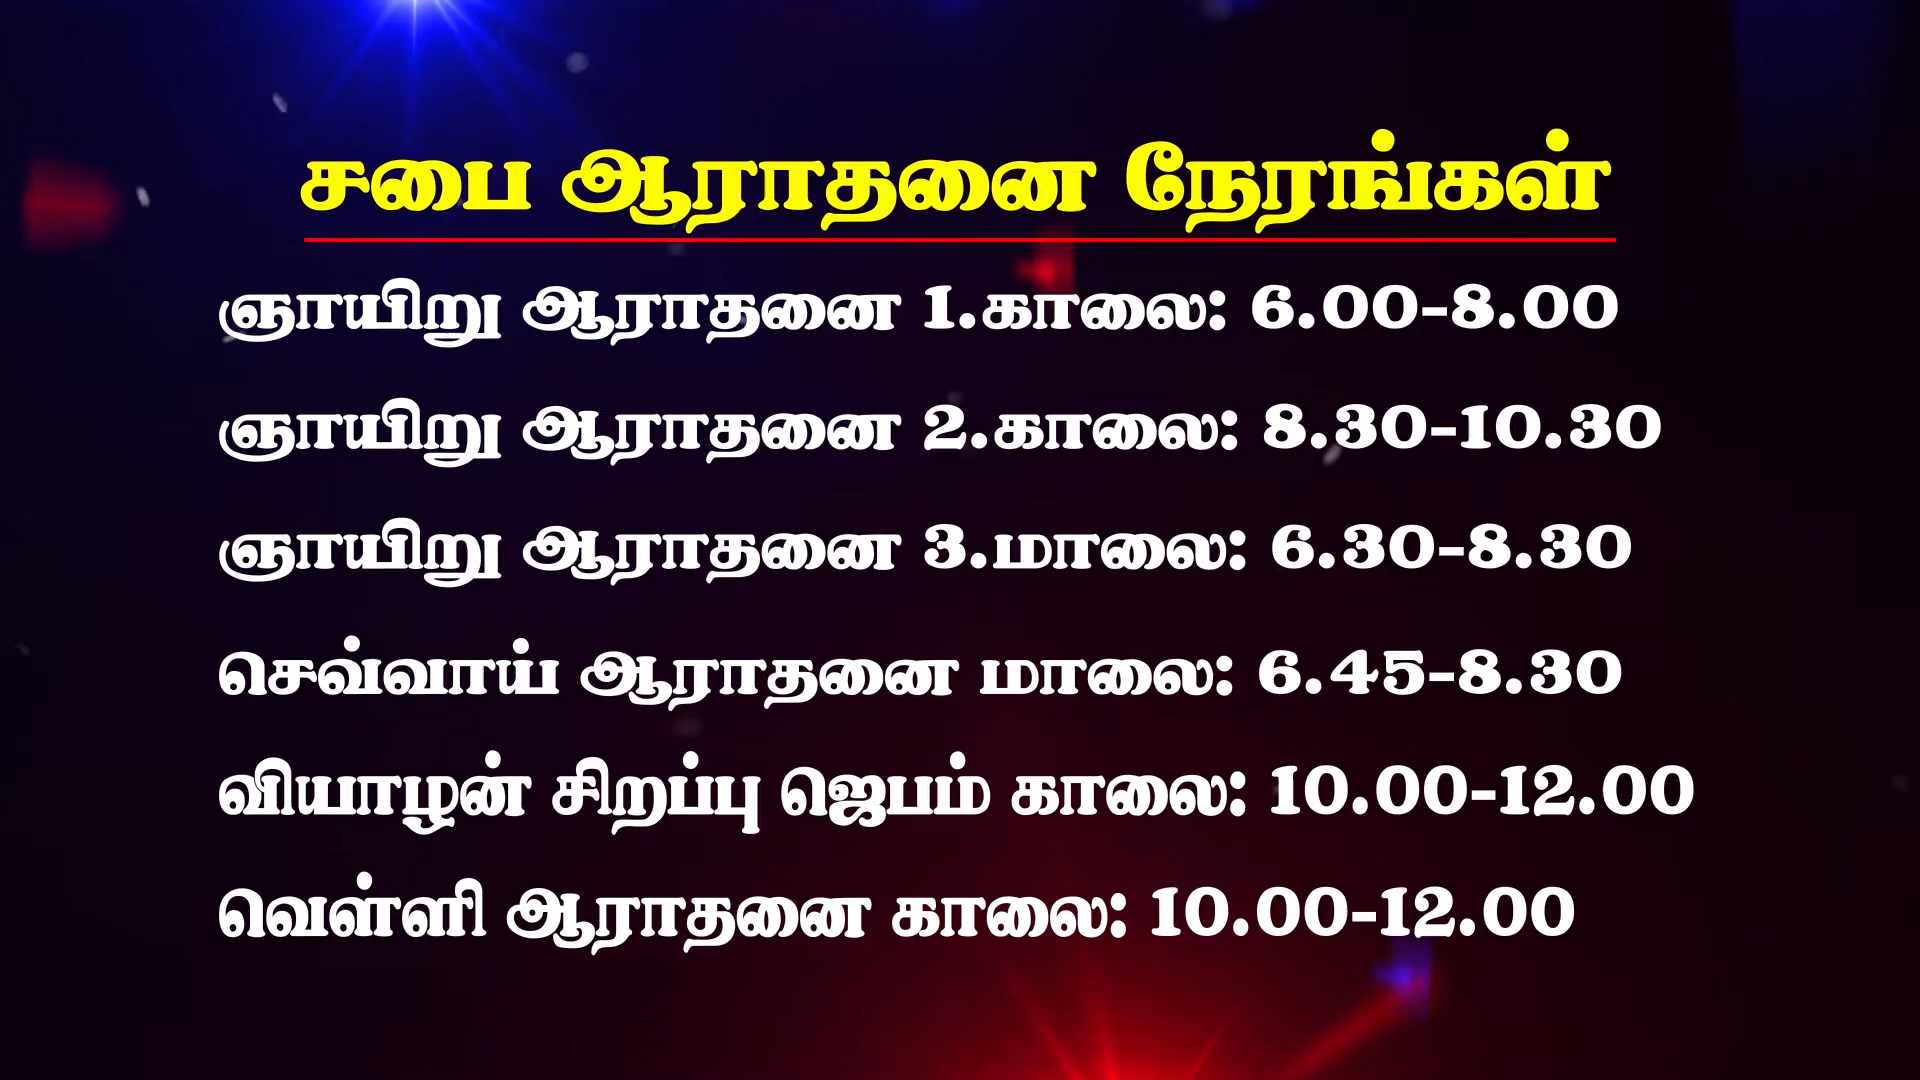 சபை ஆராதனை நேரங்கள்
ஞாயிறு ஆராதனை 1.காலை: 6.00-8.00
ஞாயிறு ஆராதனை 2.காலை: 8.30-10.30
ஞாயிறு ஆராதனை 3.மாலை: 6.30-8.30
செவ்வாய் ஆராதனை மாலை: 6.45-8.30
வியாழன் சிறப்பு ஜெபம் காலை: 10.00-12.00
வெள்ளி ஆராதனை காலை: 10.00-12.00